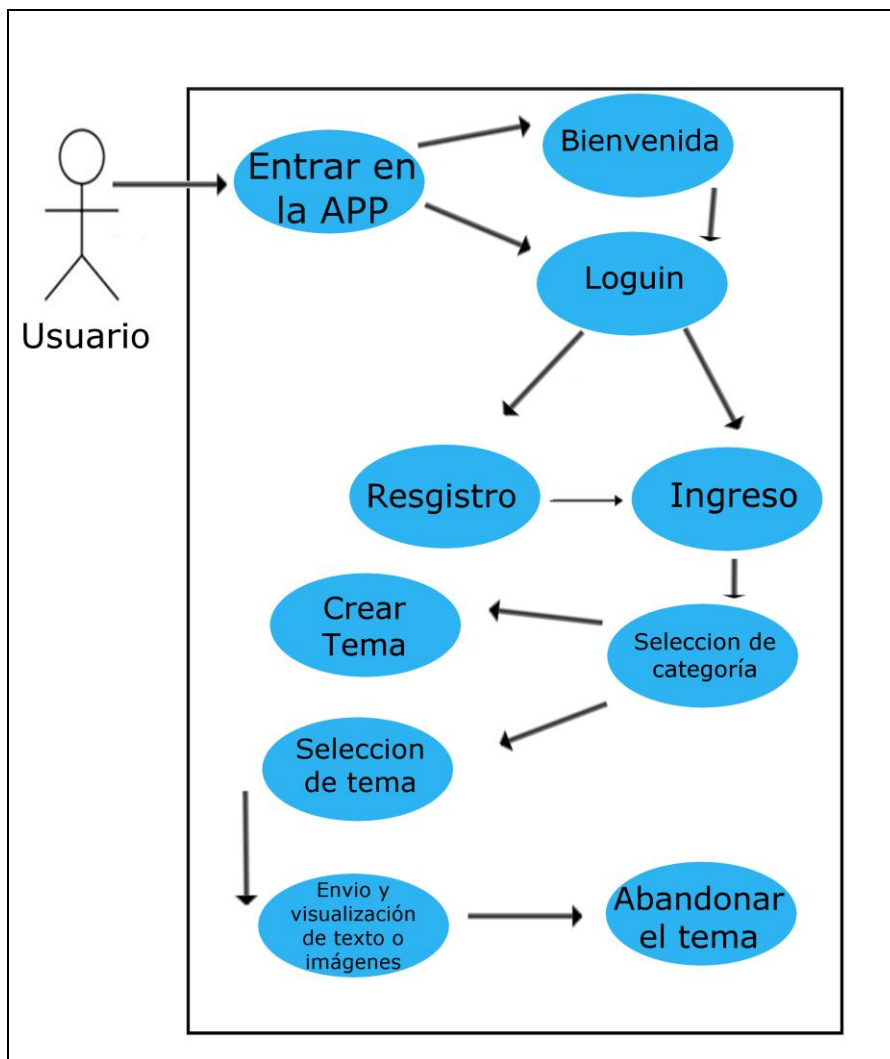 Entrar en
la APP
Bienvenida
Loguin
Usuario
Resgistro
Ingreso
Crear
Tema
Seleccion de
categoría
Seleccion
de tema
Envio y
visualización
de texto o
imágenes
Abandonar
el tema